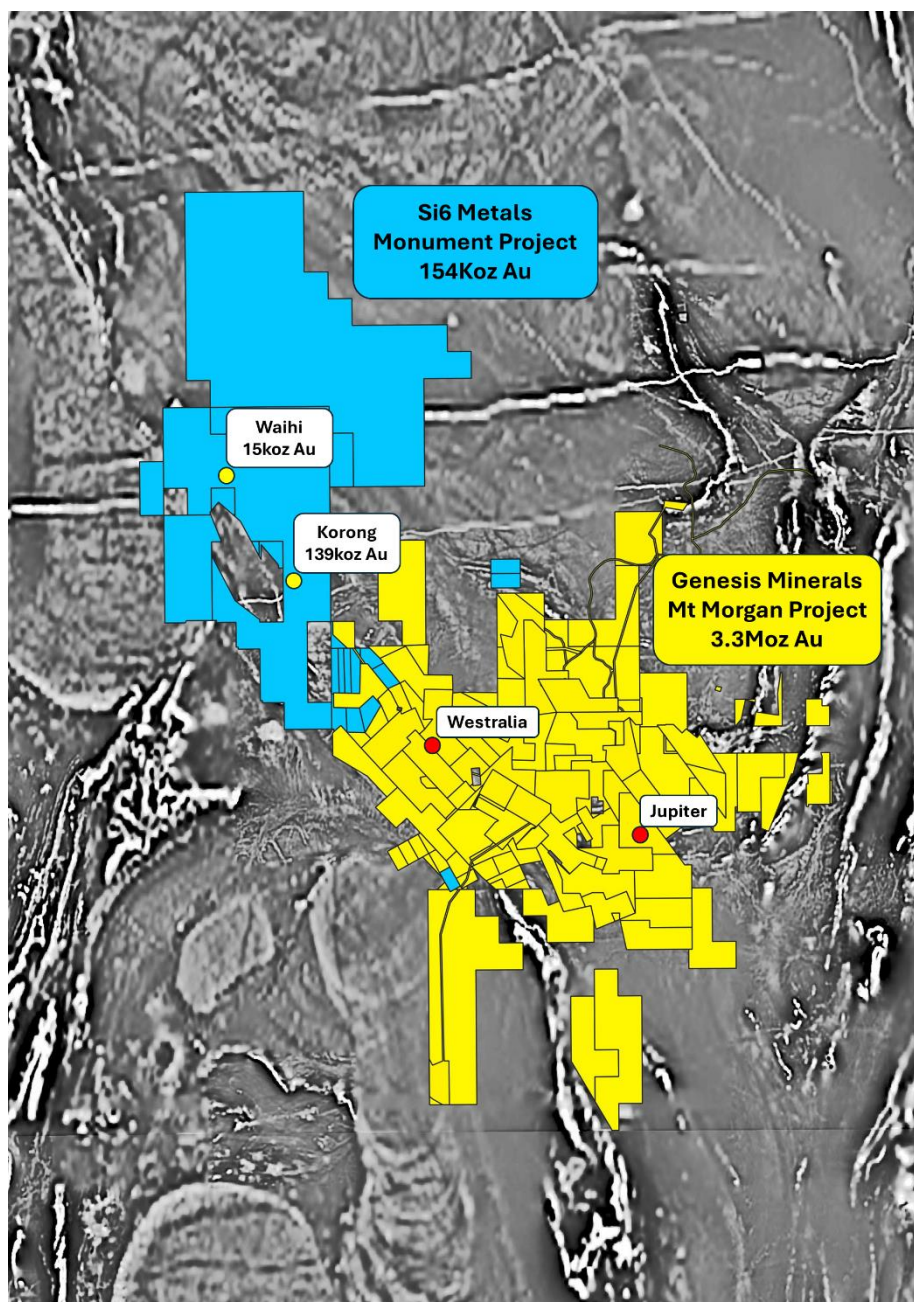 Si6 Metals
Monument Project
154Koz Au
Waihi
15koz Au
Korong
139koz Au
Genesis Minerals
Mt Morgan Project
3.3Moz Au
Westralia
Jupiter